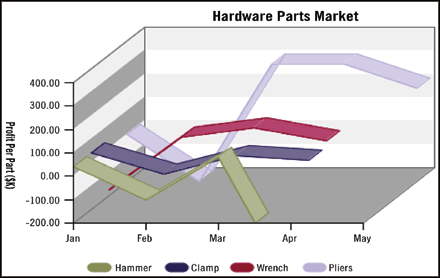 Hardware Parts Market
Profit Per Part ($K)
400.00
300.00
200.00
100.00
0.00
-100.00
-200.00
Jan Feb Mar Apr May
Hammer Clamp Wrench Pliers